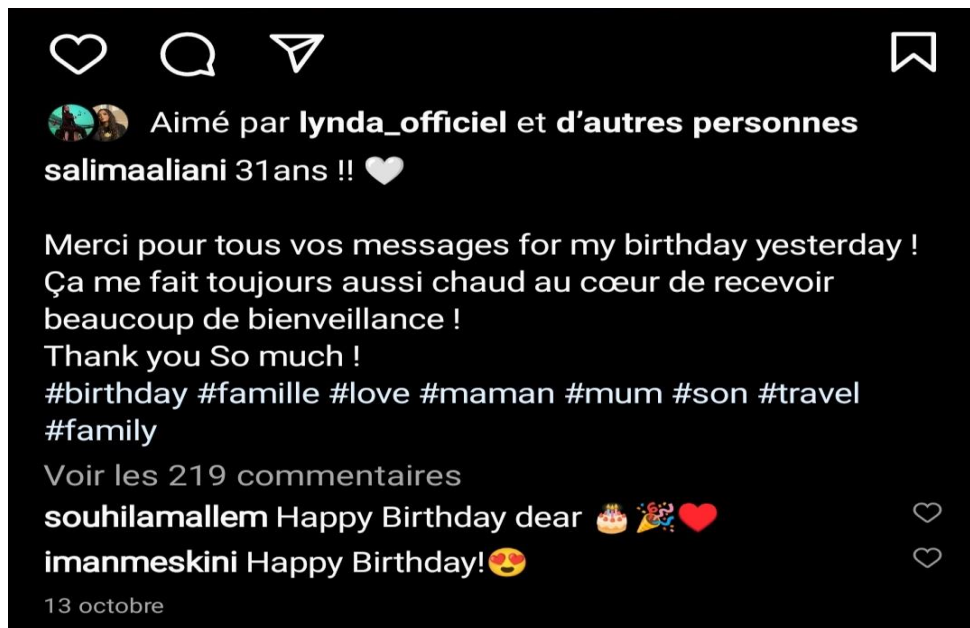 Aimé par lynda_officiel et d'autres personnes
salimaaliani 31ans !! 🤍
Merci pour tous vos messages for my birthday yesterday !
Ça me fait toujours aussi chaud au cœur de recevoir
beaucoup de bienveillance !
Thank you So much !
#birthday #famille #love #maman #mum #son #travel
#family
Voir les 219 commentaires
souhilamallem Happy Birthday dear 🎂🎉❤️
imanmeskini Happy Birthday!😍
13 octobre